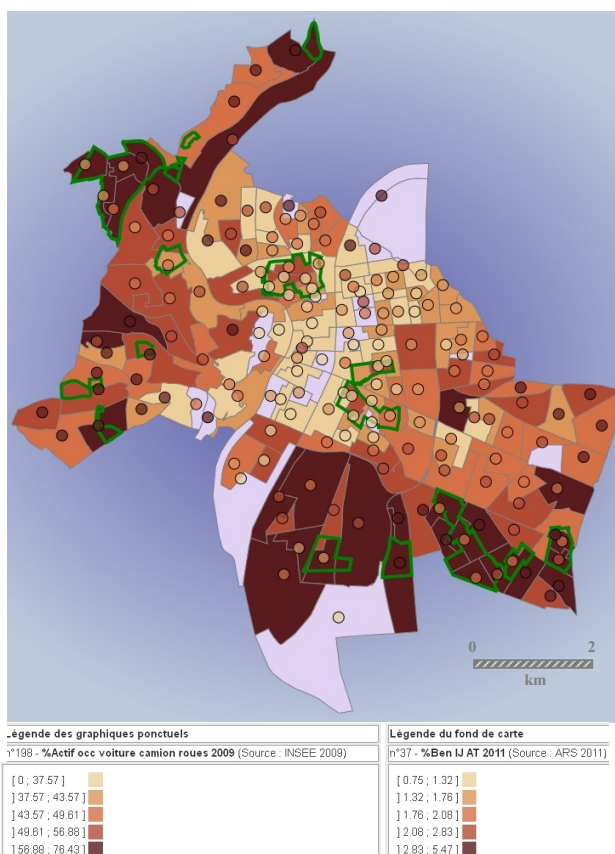 0 2
km
Légende des graphiques ponctuels
n°198 - %Actif occ voiture camion roues 2009 (Source : INSEE 2009)
[ 0 ; 37.57 ]
]37.57 ; 43.57 ]
]43.57 ; 49.61 ]
]49.61 ; 56.88 ]
]56.88 ; 76.43 ]
Légende du fond de carte
n°37 - %Ben IJ AT 2011 (Source : ARS 2011)
[ 0.75 ; 1.32 ]
]1.32 ; 1.76 ]
]1.76 ; 2.08 ]
]2.08 ; 2.83 ]
]2.83 ; 5.47 ]